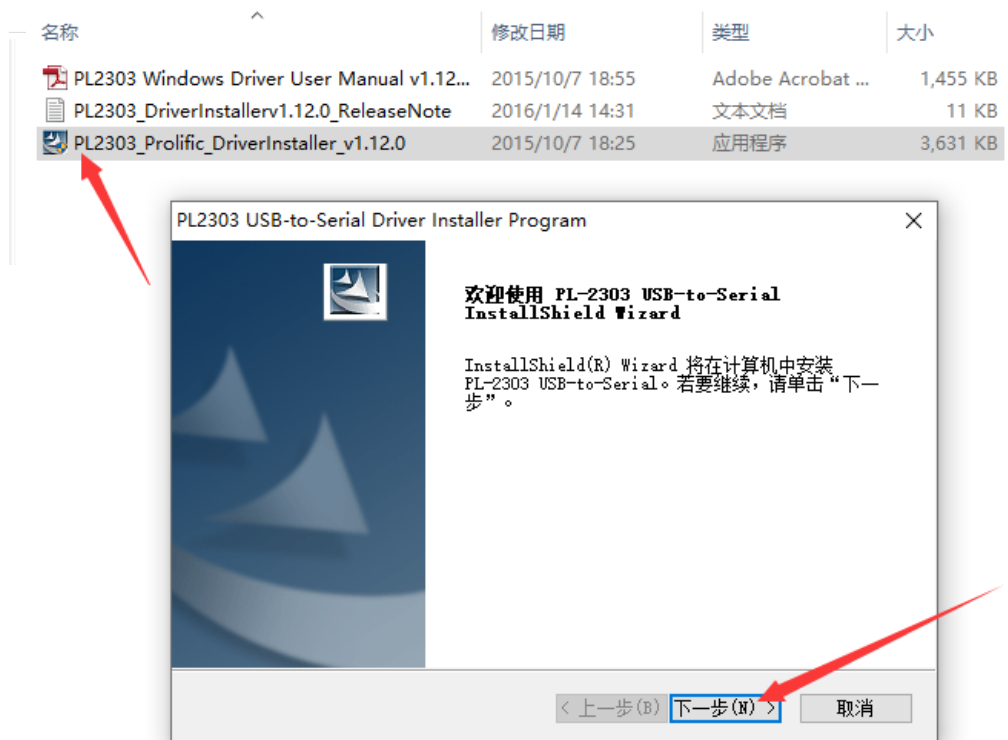 名称 修改日期 类型 大小
PL2303 Windows Driver User Manual v1.12... 2015/10/7 18:55 Adobe Acrobat ... 1,455 KB
PL2303_DriverInstallerv1.12.0_ReleaseNote 2016/1/14 14:31 文本文档 11 KB
PL2303_Prolific_DriverInstaller_v1.12.0 2015/10/7 18:25 应用程序 3,631 KB
PL2303 USB-to-Serial Driver Installer Program
欢迎使用 PL-2303 USB-to-Serial
InstallShield Wizard
InstallShield(R) Wizard 将在计算机中安装
PL-2303 USB-to-Serial。若要继续，请单击“下一
步”。
< 上一步(B) 下一步(N) > 取消